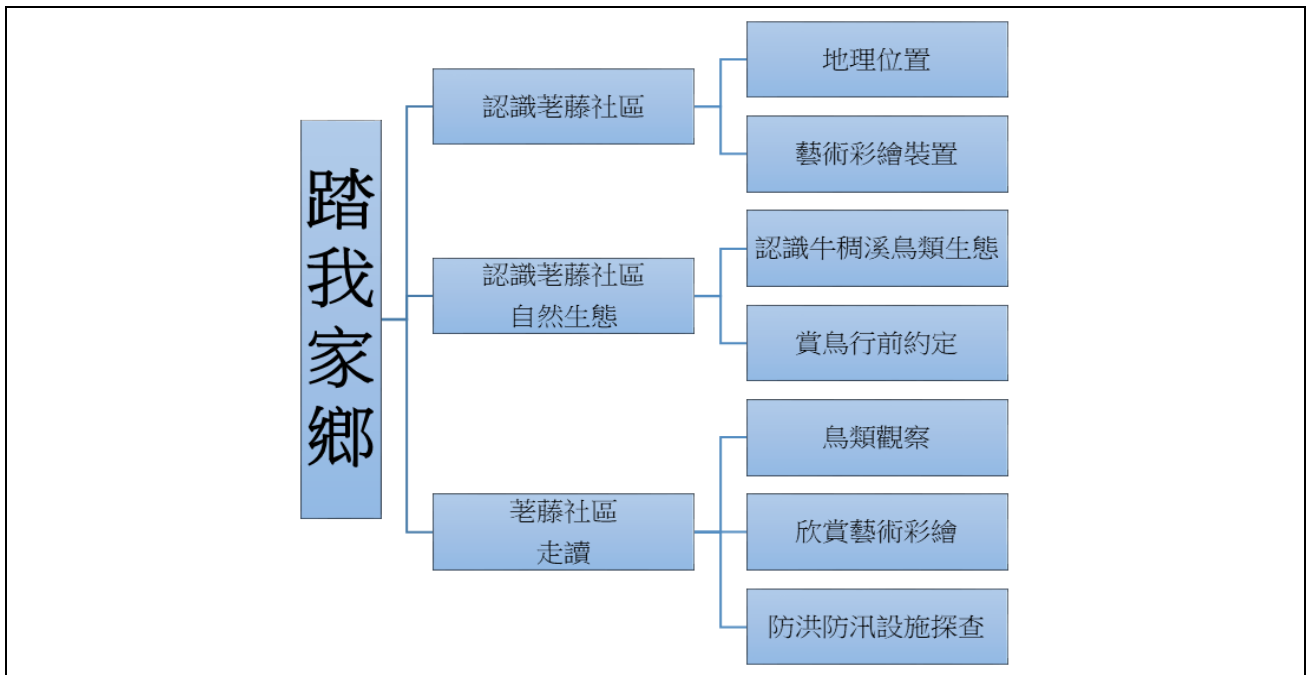 踏我家鄉
認識荖藤社區
地理位置
藝術彩繪裝置
認識荖藤社區
自然生態
認識牛稠溪鳥類生態
賞鳥行前約定
荖藤社區
走讀
鳥類觀察
欣賞藝術彩繪
防洪防汛設施探查